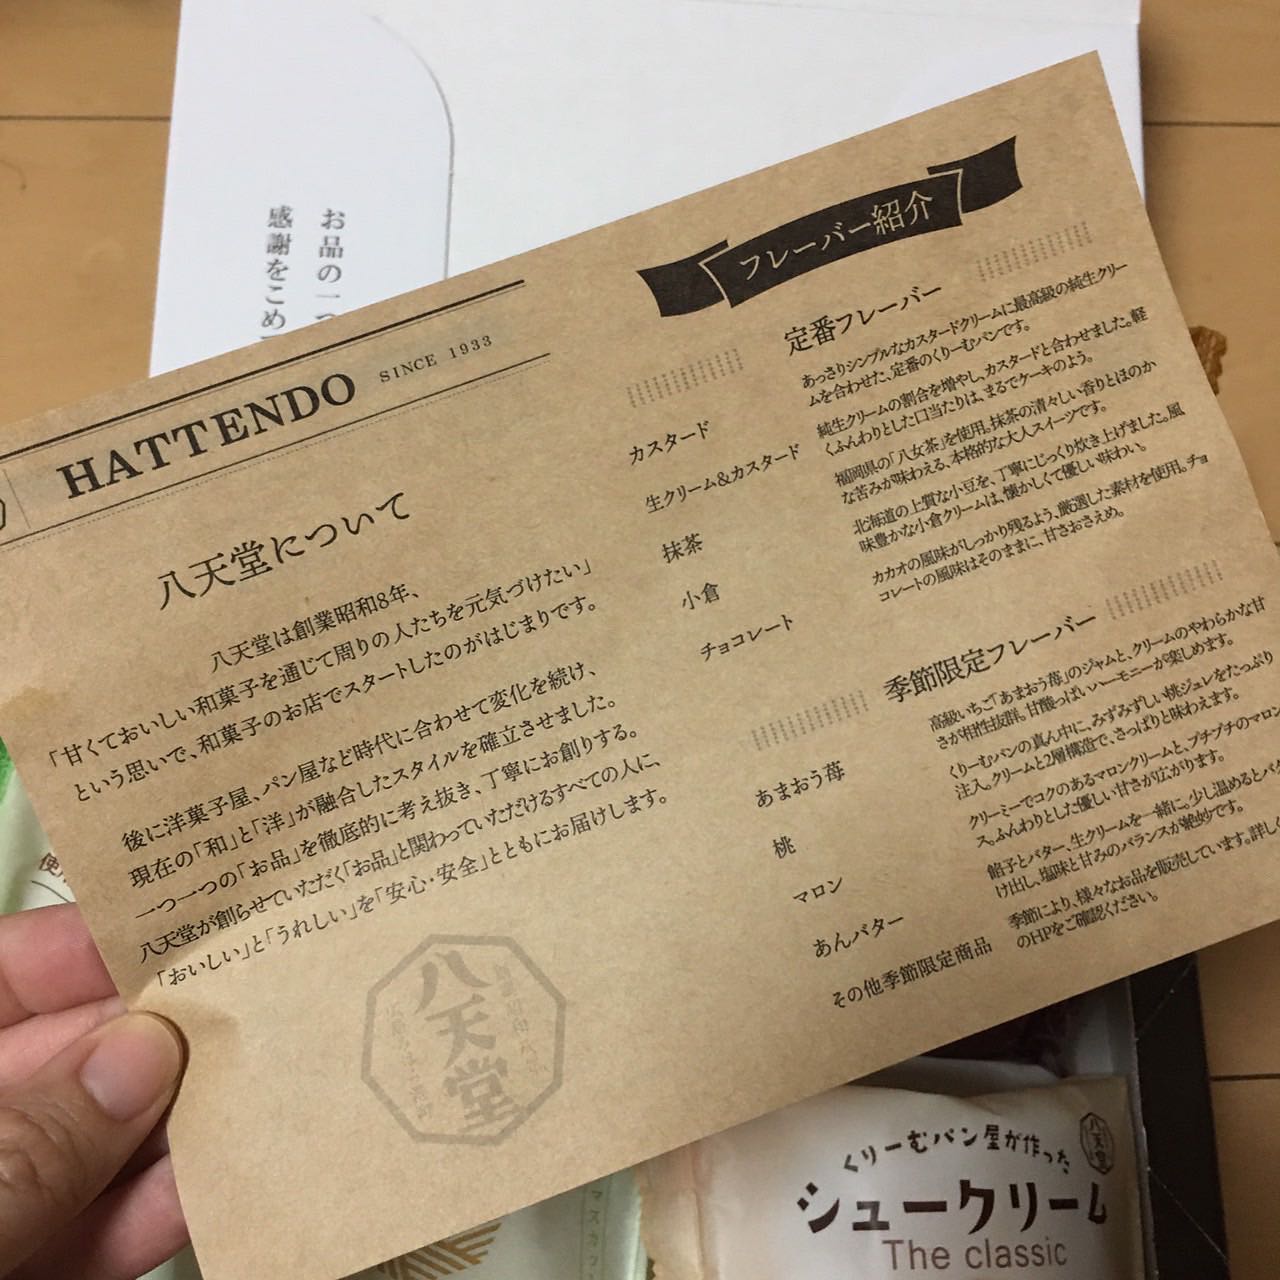 お品の一つ
感謝をこめ
HATTENDO SINCE 1933
八天堂について
八天堂は創業昭和8年、
「甘くておいしい和菓子を通じて周りの人たちを元気づけたい」
という思いで、和菓子のお店でスタートしたのがはじまりです。
後に洋菓子屋、パン屋など時代に合わせて変化を続け、
現在の「和」と「洋」が融合したスタイルを確立させました。
一つ一つの「お品」を徹底的に考え抜き、丁寧にお創りする。
八天堂が創らせていただく「お品」と関わっていただけるすべての人に、
「おいしい」と「うれしい」を「安心・安全」とともにお届けします。
八天堂
フレーバー紹介
定番フレーバー
カスタード
あっさりシンプルなカスタードクリームに最高級の純生クリー
ムを合わせた、定番のくりーむパンです。
生クリーム&カスタード
純生クリームの割合を増やし、カスタードと合わせました。軽
くふんわりとした口当たりは、まるでケーキのよう。
抹茶
福岡県の「八女茶」を使用。抹茶の清々しい香りとほのか
な苦みが味わえる、本格的な大人スイーツです。
小倉
北海道の上質な小豆を、丁寧にじっくり炊き上げました。風
味豊かな小倉クリームは、懐かしくて優しい味わい。
チョコレート
カカオの風味がしっかり残るよう、厳選した素材を使用。チョ
コレートの風味はそのままに、甘さおさえめ。
季節限定フレーバー
あまおう苺
高級いちご「あまおう苺」のジャムと、クリームのやわらかな甘
さが相性抜群。甘酸っぱいハーモニーが楽しめます。
桃
くりーむパンの真ん中に、みずみずしい桃ジュレをたっぷり
注入。クリームと2層構造で、さっぱりと味わえます。
マロン
クリーミーでコクのあるマロンクリームと、プチプチのマロン
ス。ふんわりとした優しい甘さが広がります。
あんバター
餡子とバター、生クリームを一緒に。少し温めるとバタ
け出し、塩味と甘みのバランスが絶妙です。
その他季節限定商品
季節により、様々なお品を販売しています。詳しく
のHPをご確認ください。
くりーむパン屋が作った
八天堂
シュークリーム
The classic
マスカッ